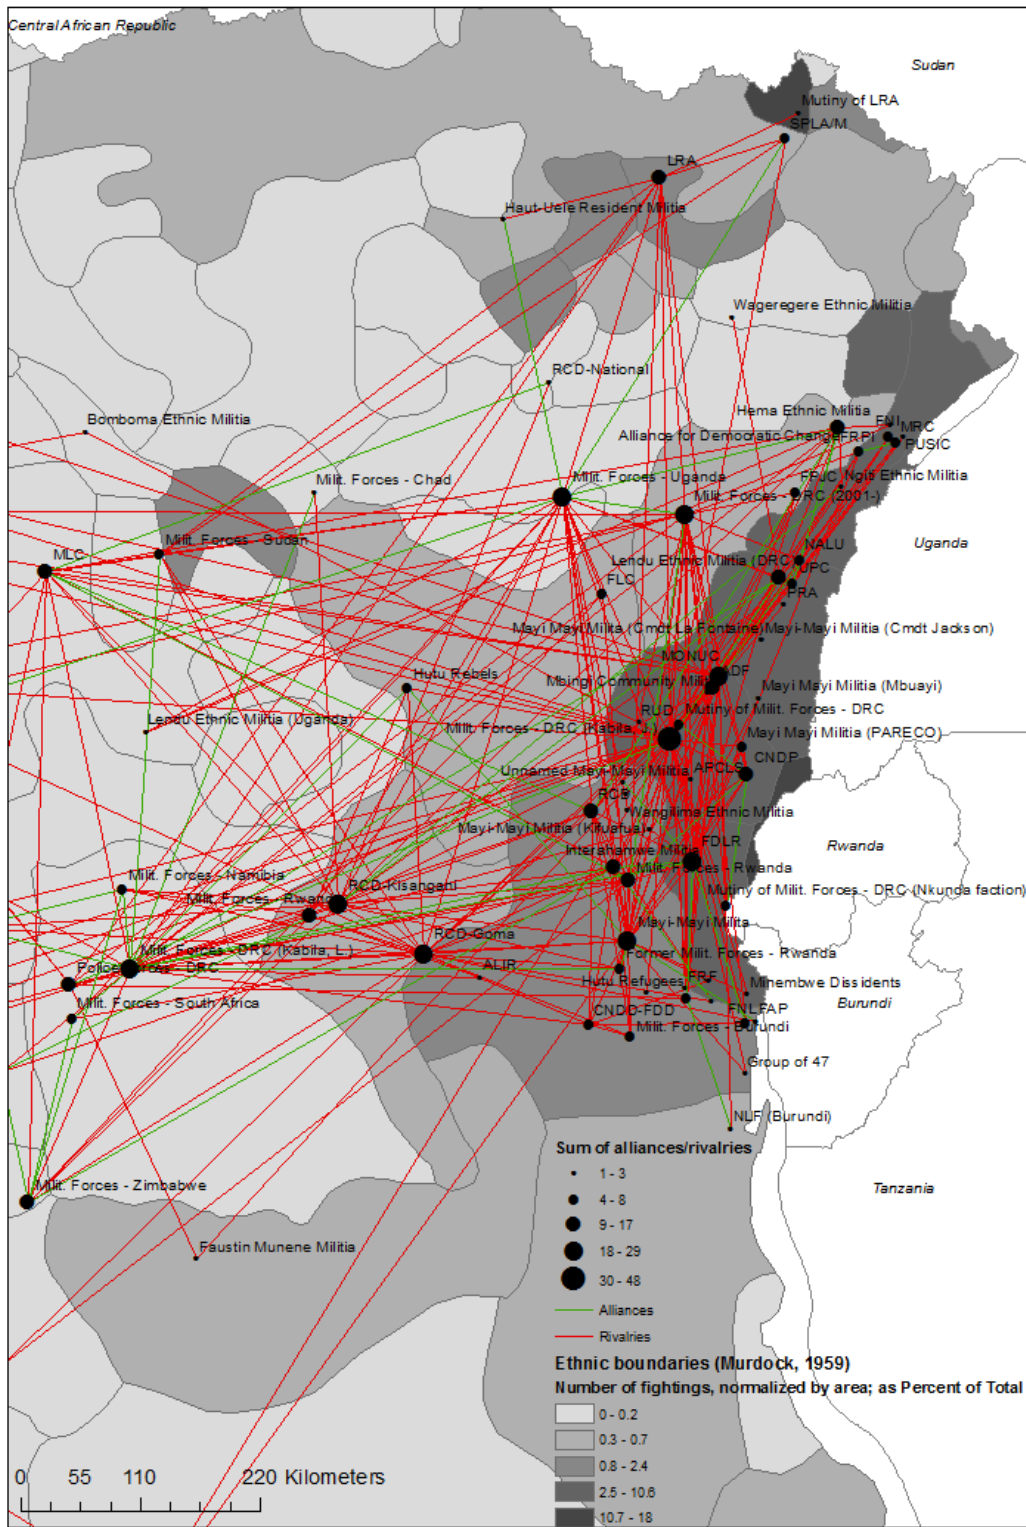 Central African Republic
Sudan
Mutiny of LRA
SPLA/M
LRA
Haut-Uele Resident Militia
Wageregere Ethnic Militia
RCD-National
Bomboma Ethnic Militia
Hema Ethnic Militia
FNI
MRC
Alliance for Democratic Change
FRPI
PUSIC
Milit. Forces - Chad
Milit. Forces - Uganda
FPJC
Ngiti Ethnic Militia
Milit. Forces - DRC (2001-)
Milit. Forces - Sudan
MLC
NALU
Uganda
Lendu Ethnic Militia (DRC
UPC
FLC
PRA
Mayi Mayi Milita (Cmdt La Fontaine)
Mayi-Mayi Militia (Cmdt Jackson)
MONUC
ADF
Hutu Rebels
Mbingi Community Militia
Mayi Mayi Militia (Mbuayi)
Lendu Ethnic Militia (Uganda)
RUD
Mutiny of Milit. Forces - DRC
Milit. Forces - DRC (Kabila, J.)
Mayi Mayi Militia (PARECO)
CNDP
Unnamed Mayi-Mayi Militia
APCLS
RCD
Wangilima Ethnic Militia
Mayi-Mayi Militia (Kifuafua)
FDLR
Rwanda
Interahamwe Militia
Milit. Forces - Rwanda
Milit. Forces - Namibia
RCD-Kisangani
Milit. Forces - Rwanda
Mutiny of Milit. Forces - DRC (Nkunda faction)
Mayi-Mayi Milita
RCD-Goma
Milit. Forces - DRC (Kabila, L.)
Former Milit. Forces - Rwanda
Police Forces - DRC
ALIR
Hutu Refugees
FRF
Minembwe Dissidents
Milit. Forces - South Africa
Burundi
CNDD-FDD
FNL
FAP
Milit. Forces - Burundi
Group of 47
NLF (Burundi)
Milit. Forces - Zimbabwe
Tanzania
Faustin Munene Militia
Sum of alliances/rivalries
1 - 3
4 - 8
9 - 17
18 - 29
30 - 48
Alliances
Rivalries
Ethnic boundaries (Murdock, 1959)
Number of fightings, normalized by area; as Percent of Total
0 - 0.2
0.3 - 0.7
0.8 - 2.4
2.5 - 10.6
10.7 - 18
0 55 110 220 Kilometers